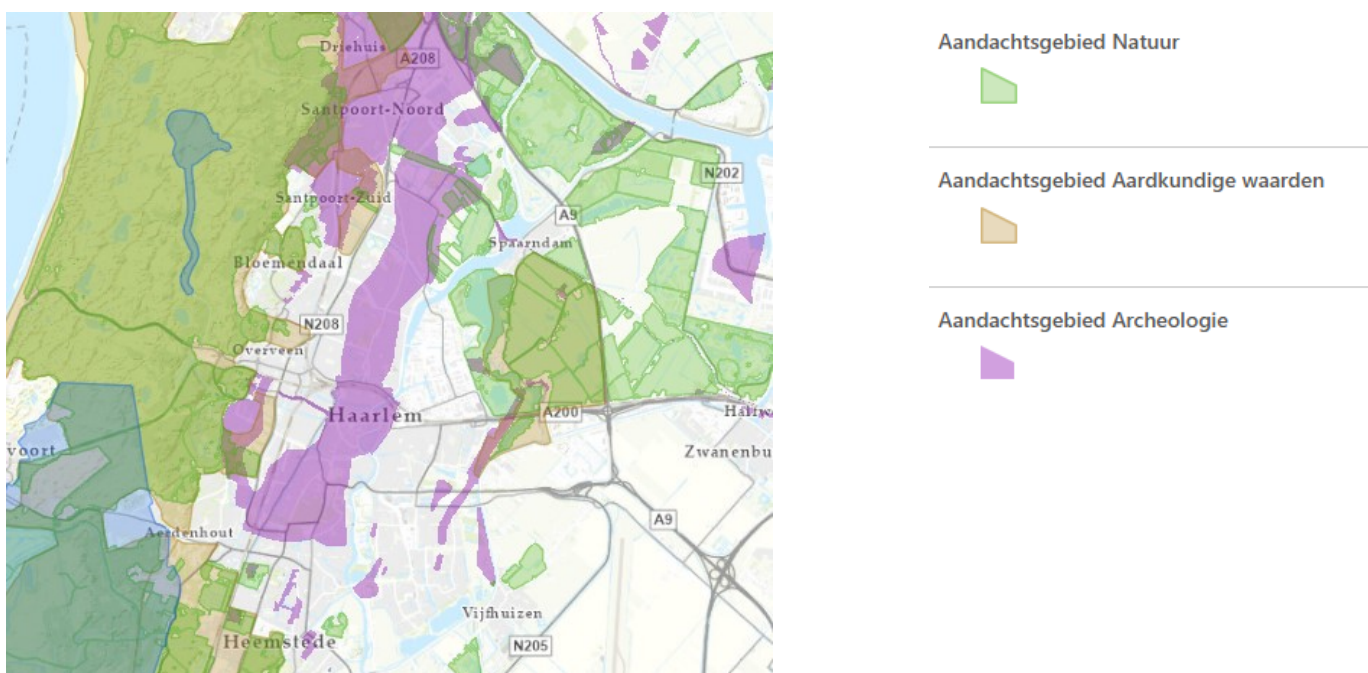 Driehuis
A208
Santpoort-Noord
N202
Santpoort-Zuid
A9
Spaarndam
Bloemendaal
N208
Overveen
Haarlem
A200
Zwanenbu
voort
A9
Aerdenhout
Vijfhuizen
Heemstede
N205
Aandachtsgebied Natuur
Aandachtsgebied Aardkundige waarden
Aandachtsgebied Archeologie